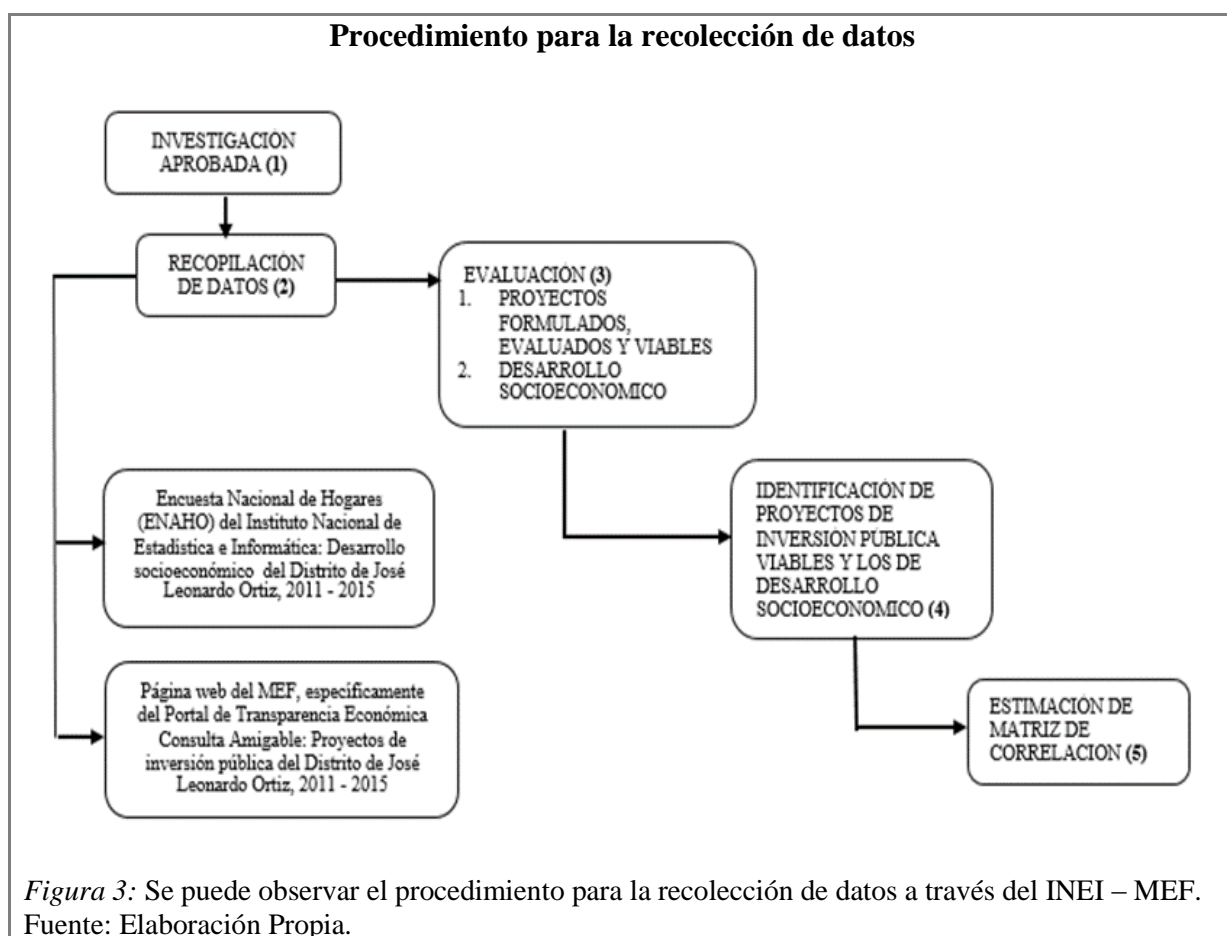 Procedimiento para la recolección de datos
INVESTIGACIÓN
APROBADA (1)
RECOPILACIÓN
DE DATOS (2)
EVALUACIÓN (3)
1. PROYECTOS
FORMULADOS,
EVALUADOS Y VIABLES
2. DESARROLLO
SOCIOECONOMICO
Encuesta Nacional de Hogares
(ENAHO) del Instituto Nacional de
Estadística e Informática: Desarrollo
socioeconómico del Distrito de José
Leonardo Ortiz, 2011 - 2015
IDENTIFICACIÓN DE
PROYECTOS DE
INVERSIÓN PÚBLICA
VIABLES Y LOS DE
DESARROLLO
SOCIOECONOMICO (4)
Página web del MEF, específicamente
del Portal de Transparencia Económica
Consulta Amigable: Proyectos de
inversión pública del Distrito de José
Leonardo Ortiz, 2011 - 2015
ESTIMACIÓN DE
MATRIZ DE
CORRELACION (5)
Figura 3: Se puede observar el procedimiento para la recolección de datos a través del INEI – MEF.
Fuente: Elaboración Propia.